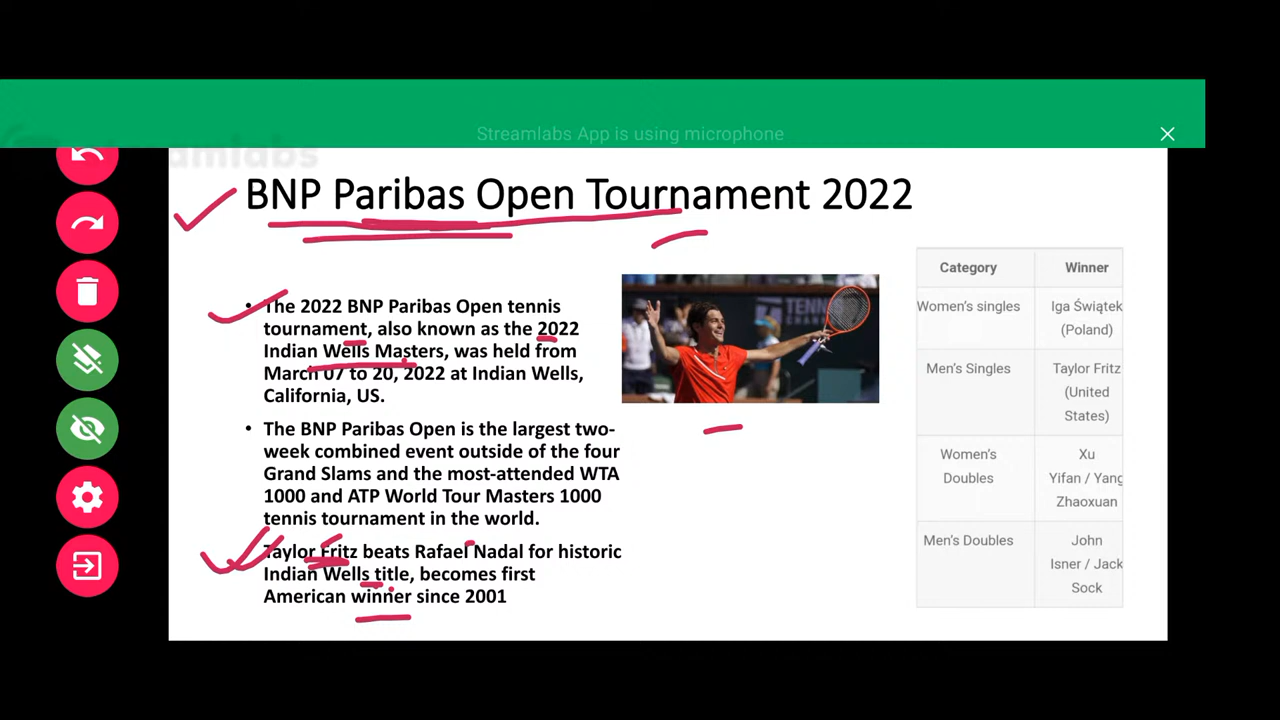 Streamlabs App is using microphone
amlabs
BNP Paribas Open Tournament 2022
• The 2022 BNP Paribas Open tennis
tournament, also known as the 2022
Indian Wells Masters, was held from
March 07 to 20, 2022 at Indian Wells,
California, US.
• The BNP Paribas Open is the largest two-
week combined event outside of the four
Grand Slams and the most-attended WTA
1000 and ATP World Tour Masters 1000
tennis tournament in the world.
Taylor Fritz beats Rafael Nadal for historic
Indian Wells title, becomes first
American winner since 2001
TENNIS
Category Winner
Women's singles Iga Świątek
(Poland)
Men's Singles Taylor Fritz
(United
States)
Women's Xu
Doubles Yifan / Yang
Zhaoxuan
Men's Doubles John
Isner / Jack
Sock